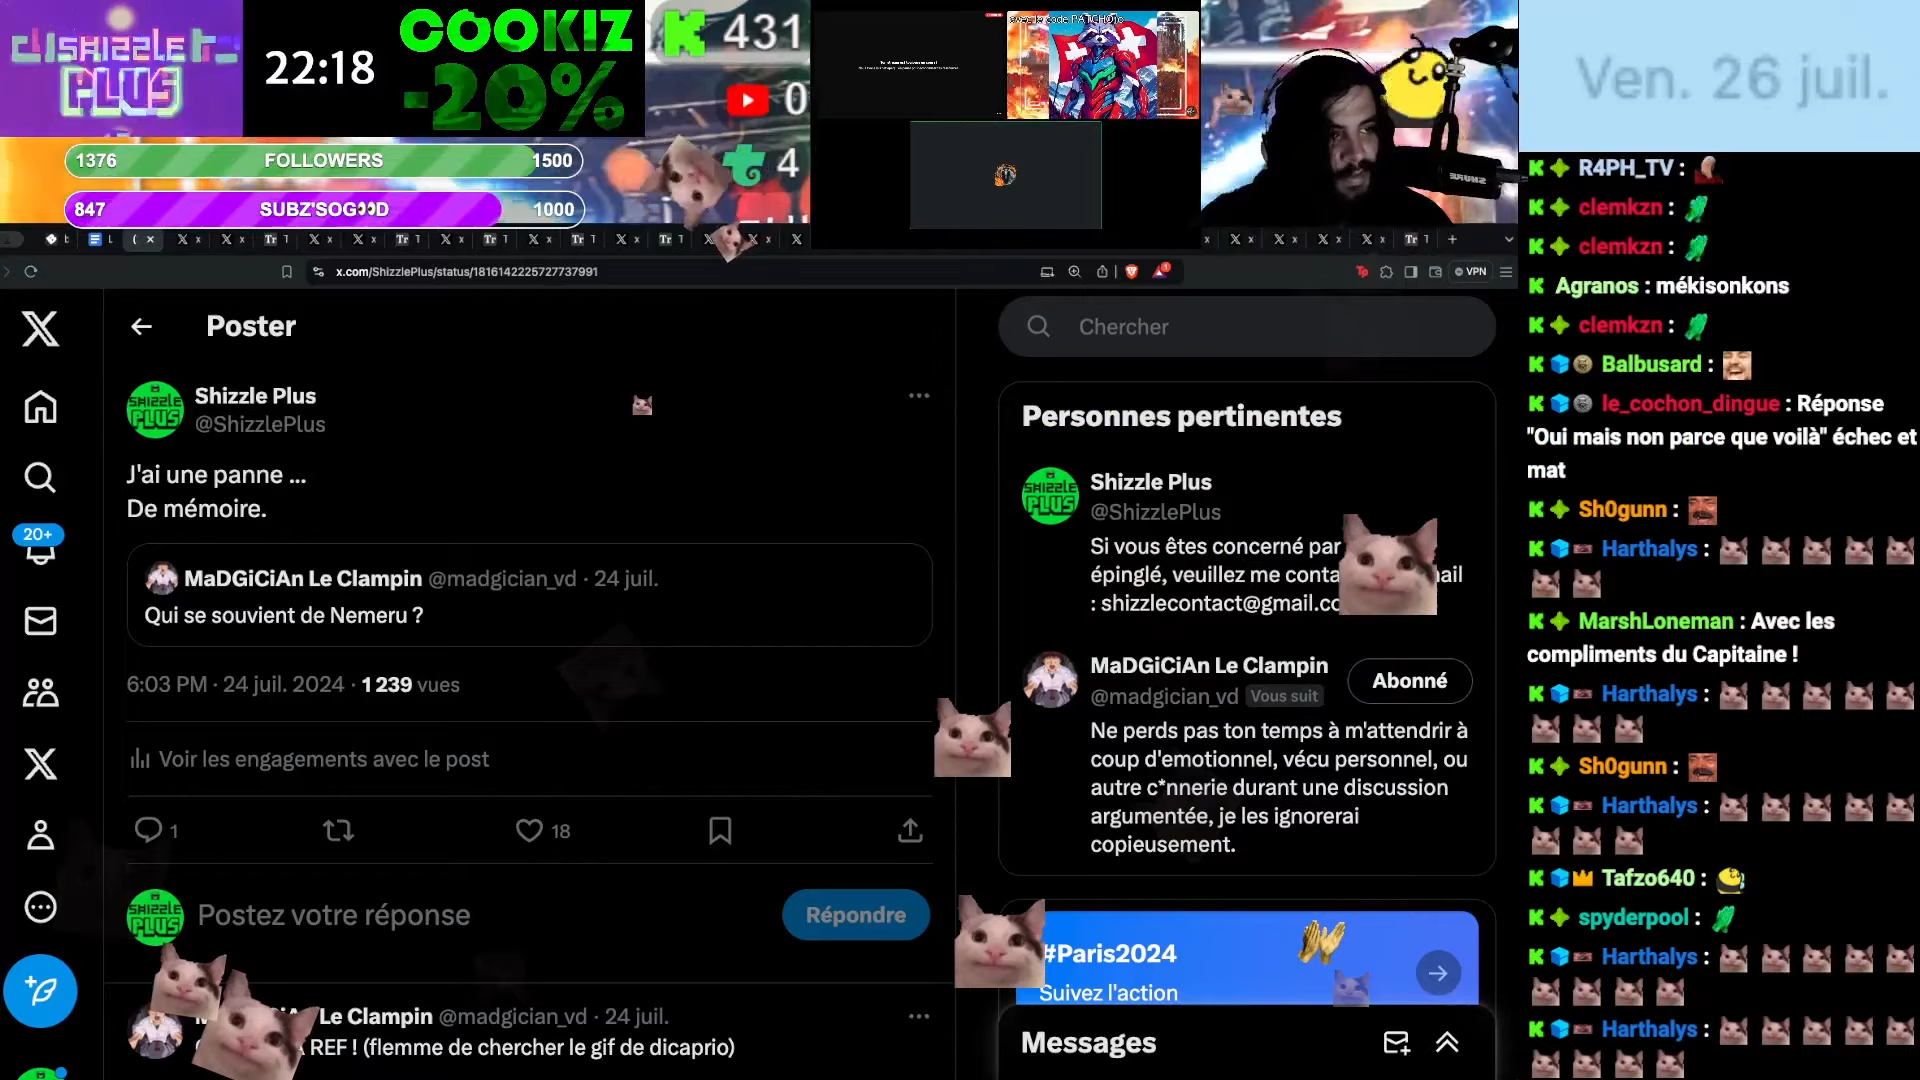 SHIZZLE
PLUS
22:18
COOKIZ
-20%
431
0
4
avec le code PATCHO
Ven. 26 juil.
1376 FOLLOWERS 1500
847 SUBZ'SOG👀D 1000
x.com/ShizzlePlus/status/1816142225727737991
VPN
Poster
Chercher
Shizzle Plus
@ShizzlePlus
J'ai une panne ...
De mémoire.
MaDGiCiAn Le Clampin @madgician_vd · 24 juil.
Qui se souvient de Nemeru ?
6:03 PM · 24 juil. 2024 · 1 239 vues
Voir les engagements avec le post
1
18
Postez votre réponse
Répondre
Le Clampin @madgician_vd · 24 juil.
REF ! (flemme de chercher le gif de dicaprio)
20+
Personnes pertinentes
Shizzle Plus
@ShizzlePlus
Si vous êtes concerné par
épinglé, veuillez me
: shizzlecontact@gmail.
MaDGiCiAn Le Clampin
@madgician_vd Vous suit
Abonné
Ne perds pas ton temps à m'attendrir à
coup d'emotionnel, vécu personnel, ou
autre c*nnerie durant une discussion
argumentée, je les ignorerai
copieusement.
#Paris2024
Suivez l'action
Messages
R4PH_TV :
clemkzn :
clemkzn :
Agranos : mékisonkons
clemkzn :
Balbusard :
le_cochon_dingue : Réponse
"Oui mais non parce que voilà" échec et
mat
Sh0gunn :
Harthalys :
MarshLoneman : Avec les
compliments du Capitaine !
Harthalys :
Sh0gunn :
Harthalys :
Tafzo640 :
spyderpool :
Harthalys :
Harthalys :